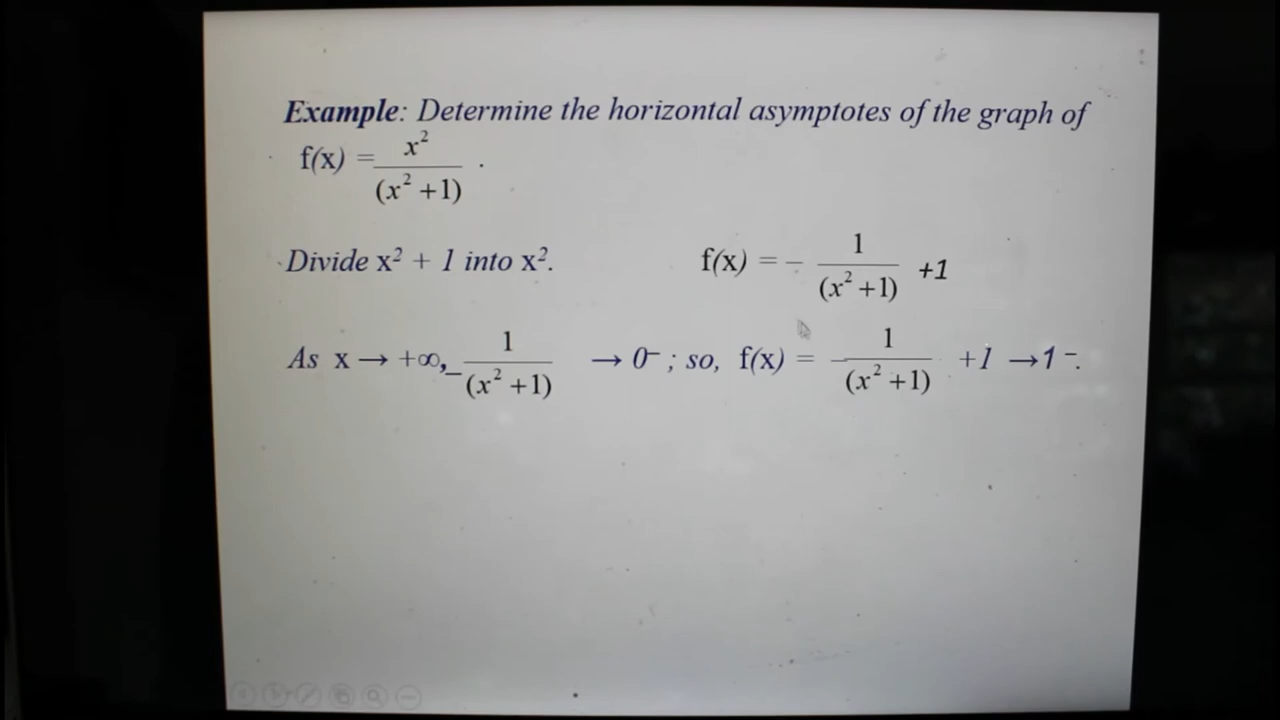 Example: Determine the horizontal asymptotes of the graph of
f(x) = x² / (x² +1) .
Divide x² + 1 into x². f(x) = − 1 / (x² +1) +1
As x → +∞, − 1 / (x² +1) → 0⁻ ; so, f(x) = − 1 / (x² +1) +1 → 1⁻.